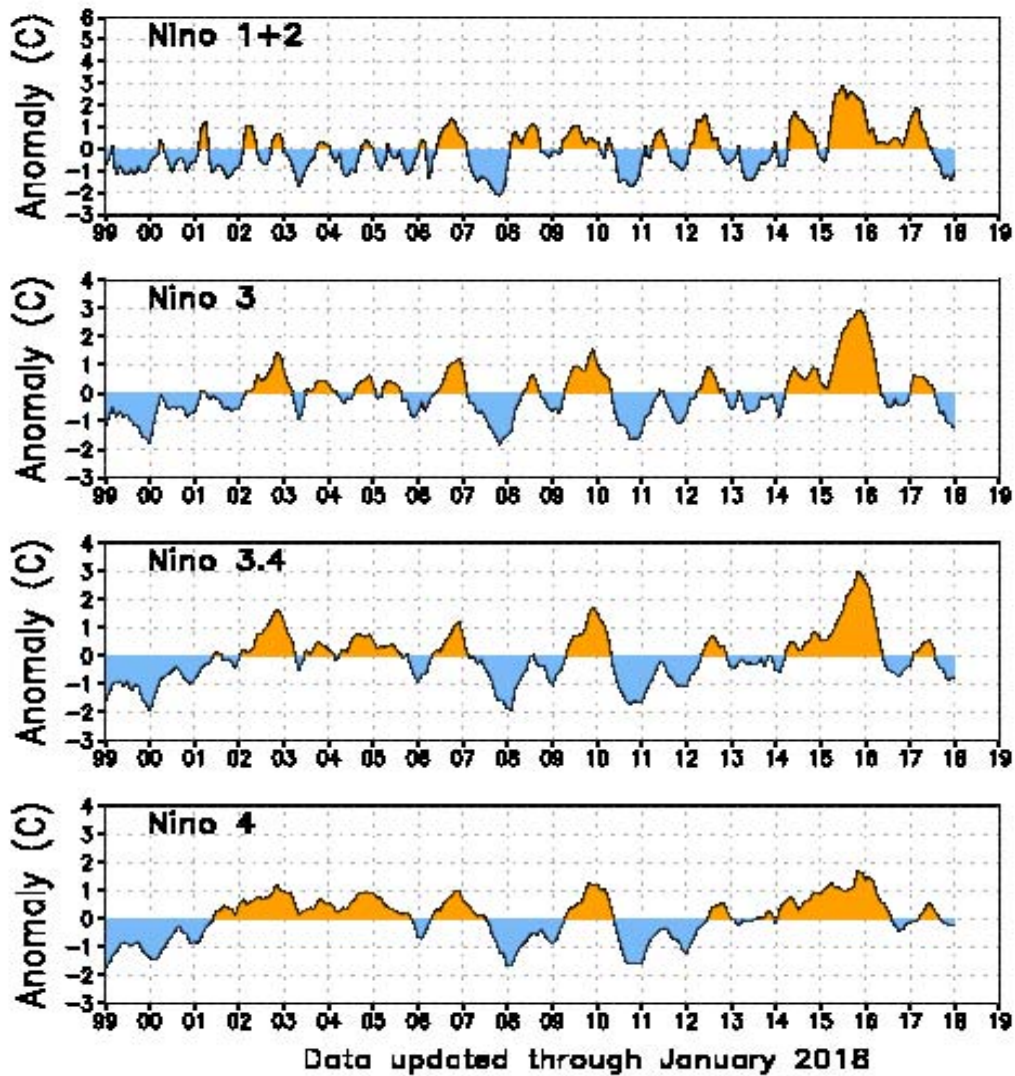 Nino 1+2
Anomaly (C)
6
5
4
3
2
1
0
−1
−2
−3
99 00 01 02 03 04 05 06 07 08 09 10 11 12 13 14 15 16 17 18 19
Nino 3
Anomaly (C)
4
3
2
1
0
−1
−2
−3
99 00 01 02 03 04 05 06 07 08 09 10 11 12 13 14 15 16 17 18 19
Nino 3.4
Anomaly (C)
4
3
2
1
0
−1
−2
−3
99 00 01 02 03 04 05 06 07 08 09 10 11 12 13 14 15 16 17 18 19
Nino 4
Anomaly (C)
4
3
2
1
0
−1
−2
−3
99 00 01 02 03 04 05 06 07 08 09 10 11 12 13 14 15 16 17 18 19
Data updated through January 2018